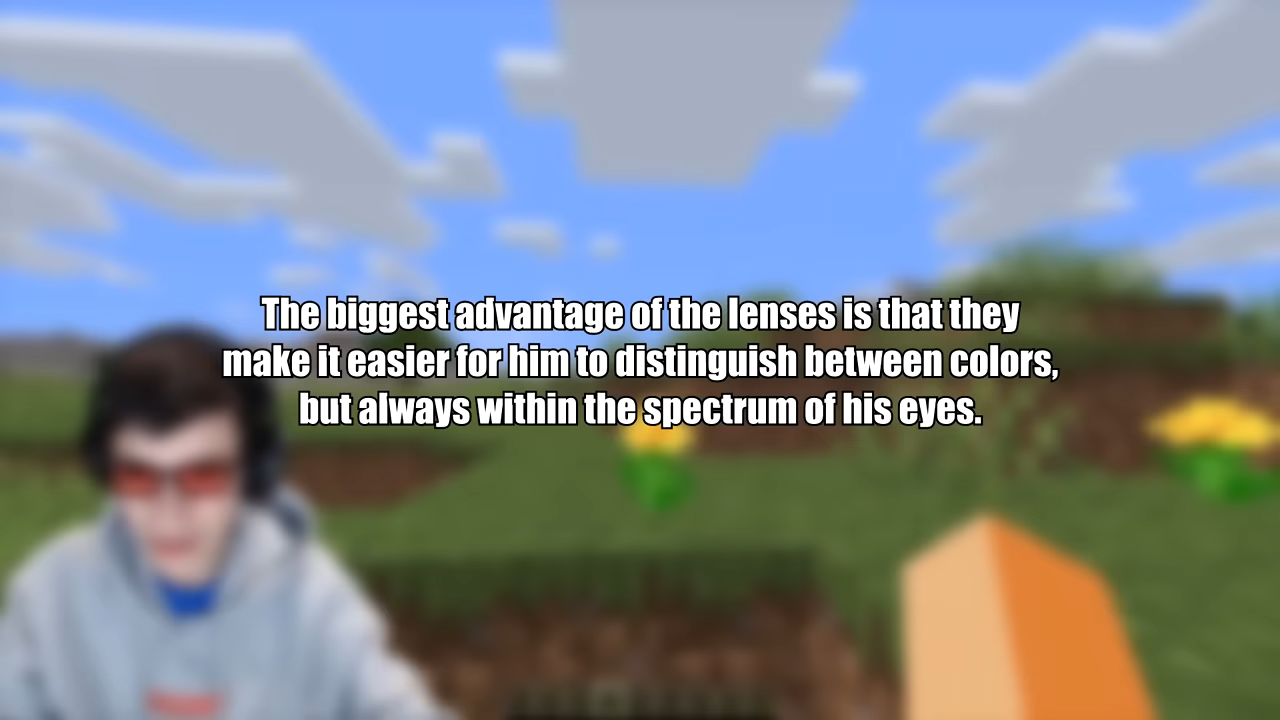 The biggest advantage of the lenses is that they
make it easier for him to distinguish between colors,
but always within the spectrum of his eyes.